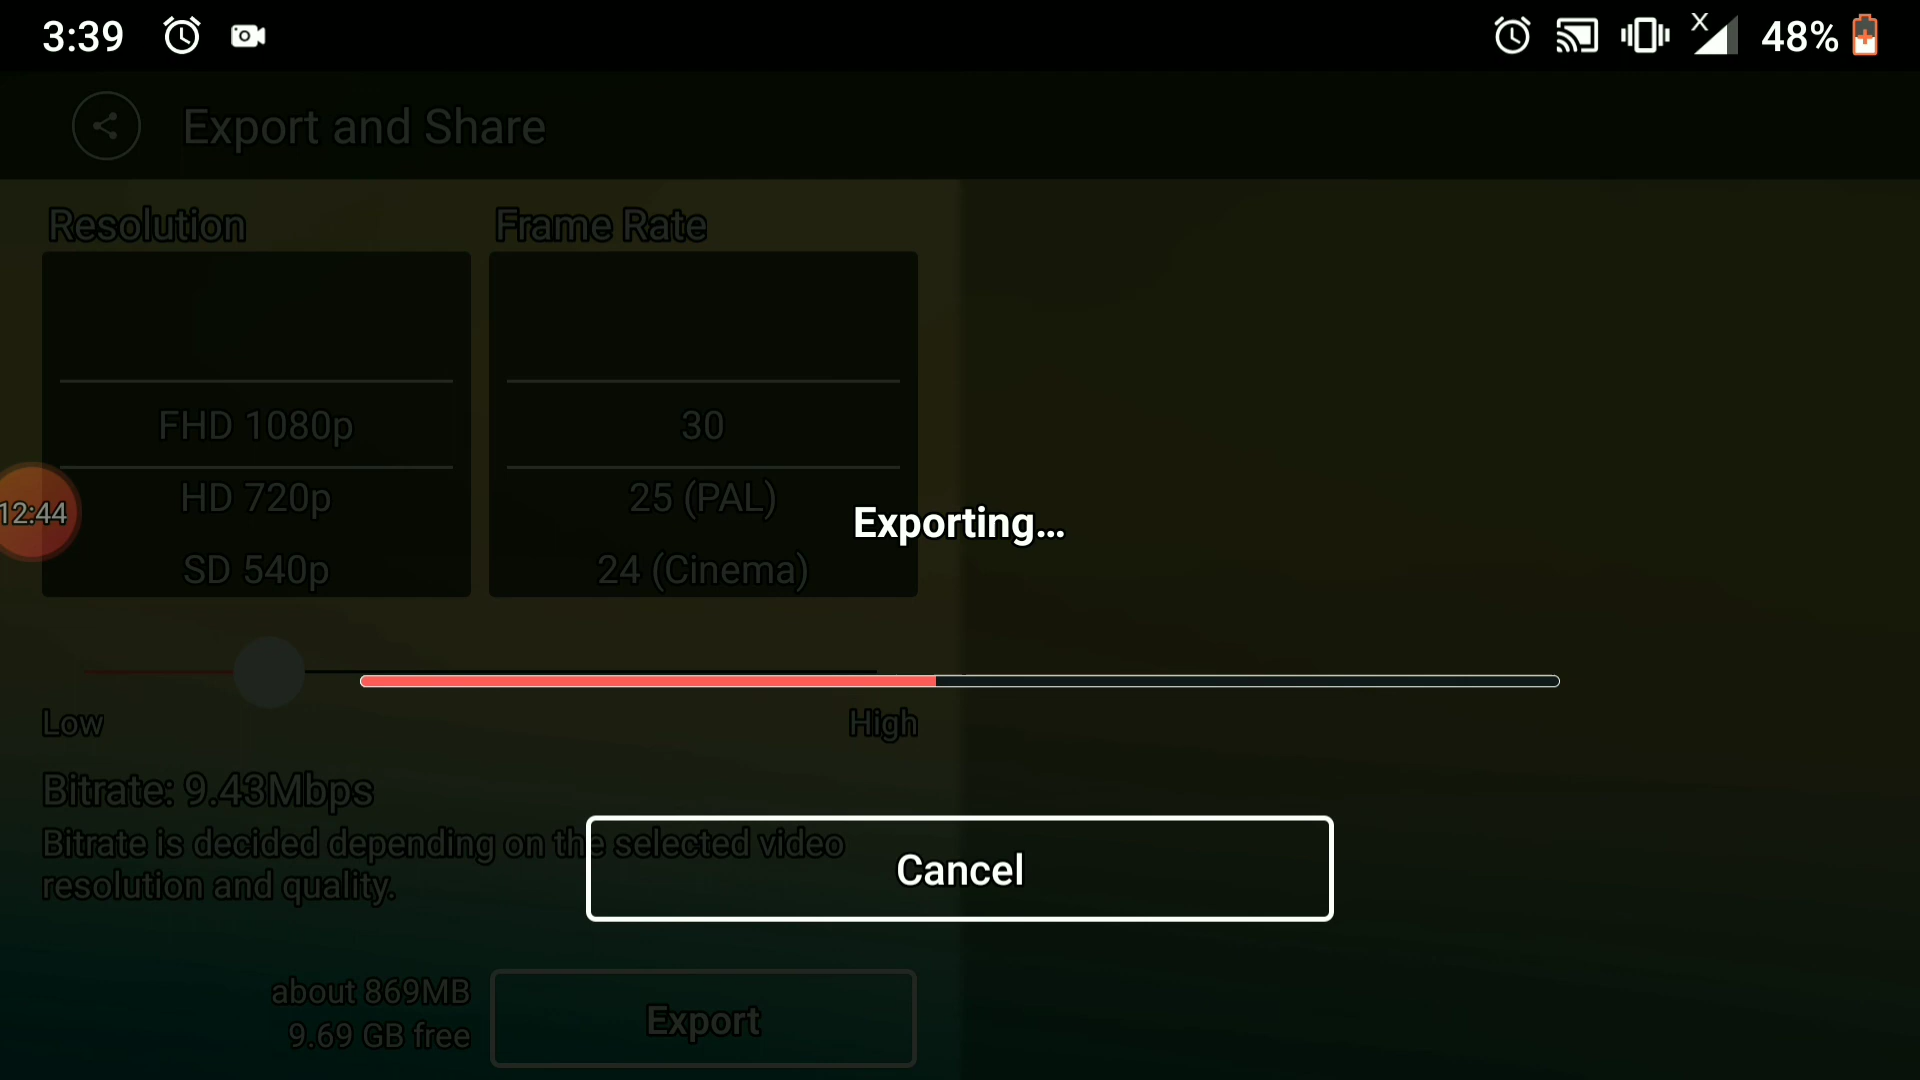 3:39
X 48%
Export and Share
Resolution
Frame Rate
FHD 1080p
30
HD 720p
25 (PAL)
SD 540p
24 (Cinema)
12:44
Exporting...
Low
High
Bitrate: 9.43Mbps
Bitrate is decided depending on the selected video
resolution and quality.
Cancel
about 869MB
9.69 GB free
Export